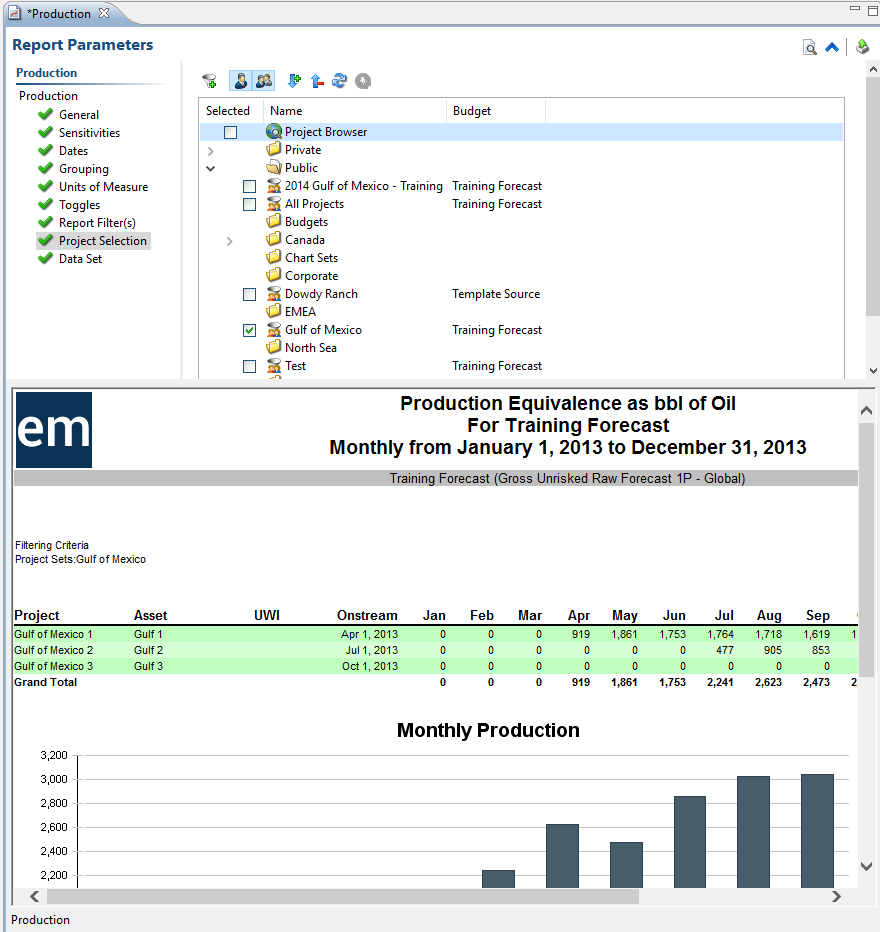 *Production
Report Parameters
Production
Production
General
Sensitivities
Dates
Grouping
Units of Measure
Toggles
Report Filter(s)
Project Selection
Data Set
Selected Name Budget
Project Browser
Private
Public
2014 Gulf of Mexico - Training Training Forecast
All Projects Training Forecast
Budgets
Canada
Chart Sets
Corporate
Dowdy Ranch Template Source
EMEA
Gulf of Mexico Training Forecast
North Sea
Test Training Forecast
em
Production Equivalence as bbl of Oil
For Training Forecast
Monthly from January 1, 2013 to December 31, 2013
Training Forecast (Gross Unrisked Raw Forecast 1P - Global)
Filtering Criteria
Project Sets:Gulf of Mexico
Project Asset UWI Onstream Jan Feb Mar Apr May Jun Jul Aug Sep
Gulf of Mexico 1 Gulf 1 Apr 1, 2013 0 0 0 919 1,861 1,753 1,764 1,718 1,619 1
Gulf of Mexico 2 Gulf 2 Jul 1, 2013 0 0 0 0 0 0 477 905 853
Gulf of Mexico 3 Gulf 3 Oct 1, 2013 0 0 0 0 0 0 0 0 0
Grand Total 0 0 0 919 1,861 1,753 2,241 2,623 2,473 2
Monthly Production
3,200
3,000
2,800
2,600
2,400
2,200
Production